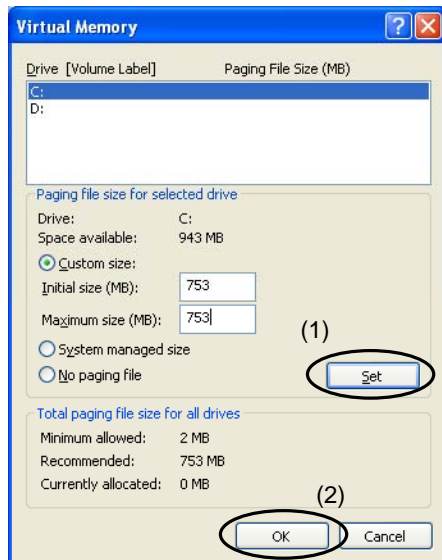 Virtual Memory
Drive [Volume Label] Paging File Size (MB)
C:
D:
Paging file size for selected drive
Drive: C:
Space available: 943 MB
Custom size:
Initial size (MB): 753
Maximum size (MB): 753
(1)
System managed size
No paging file
Set
Total paging file size for all drives
Minimum allowed: 2 MB
Recommended: 753 MB
Currently allocated: 0 MB
(2)
OK Cancel